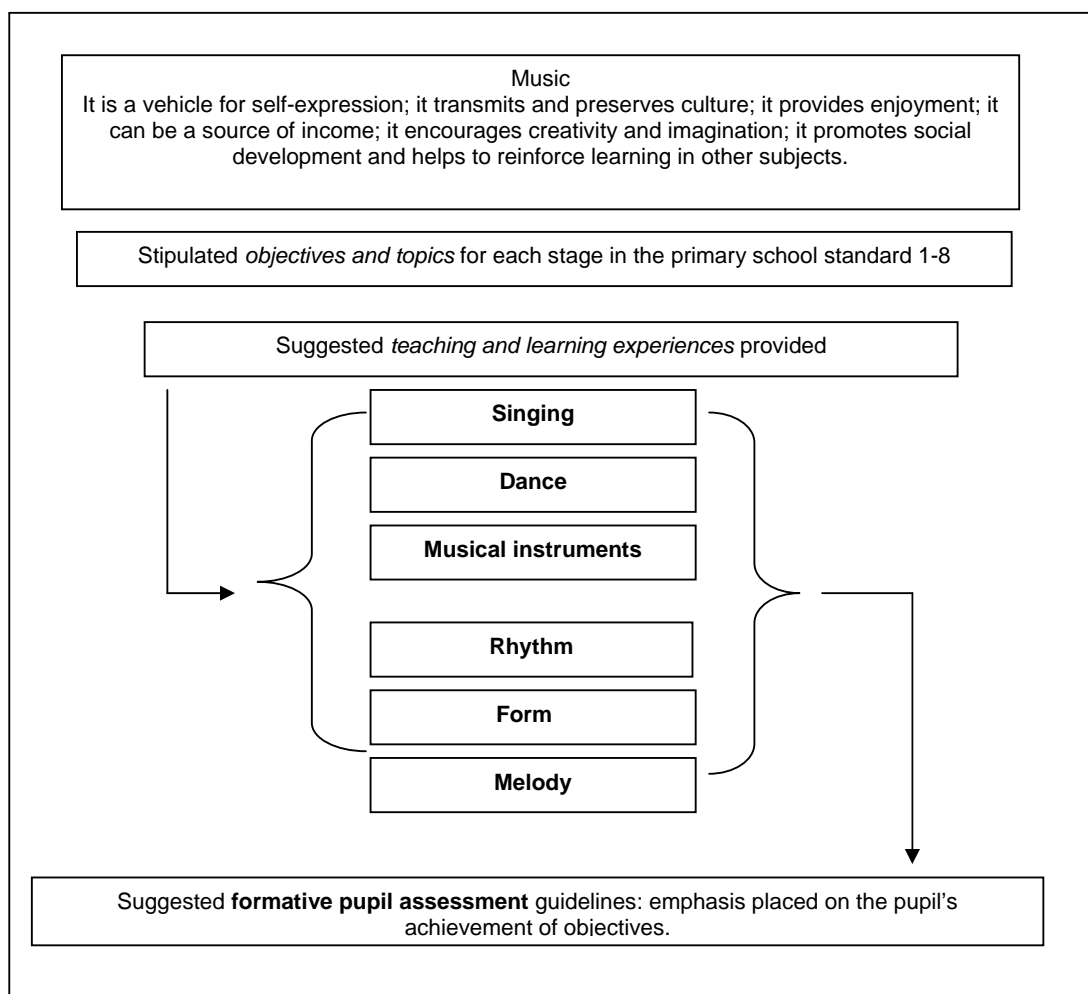 Music
It is a vehicle for self-expression; it transmits and preserves culture; it provides enjoyment; it
can be a source of income; it encourages creativity and imagination; it promotes social
development and helps to reinforce learning in other subjects.
Stipulated objectives and topics for each stage in the primary school standard 1-8
Suggested teaching and learning experiences provided
Singing
Dance
Musical instruments
Rhythm
Form
Melody
Suggested formative pupil assessment guidelines: emphasis placed on the pupil's
achievement of objectives.